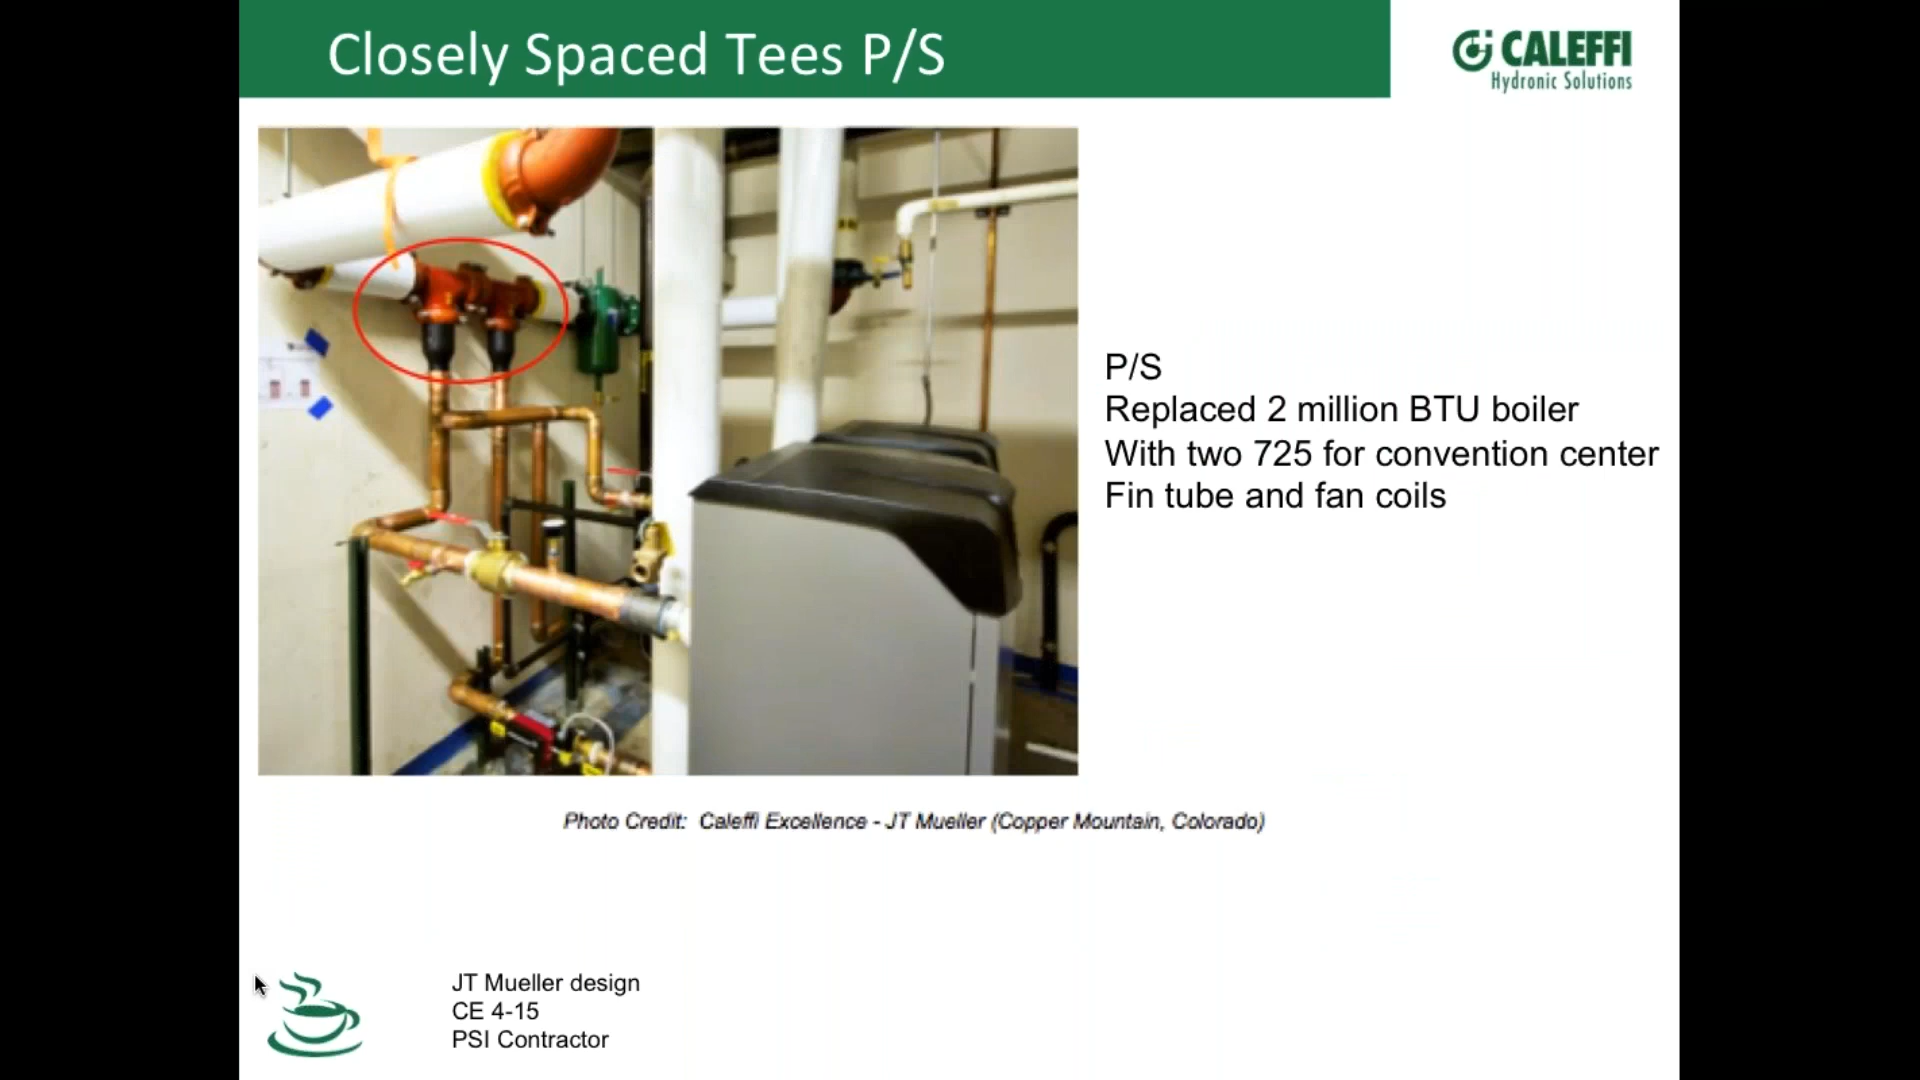 Closely Spaced Tees P/S
CALEFFI
Hydronic Solutions
P/S
Replaced 2 million BTU boiler
With two 725 for convention center
Fin tube and fan coils
Photo Credit: Caleffi Excellence - JT Mueller (Copper Mountain, Colorado)
JT Mueller design
CE 4-15
PSI Contractor